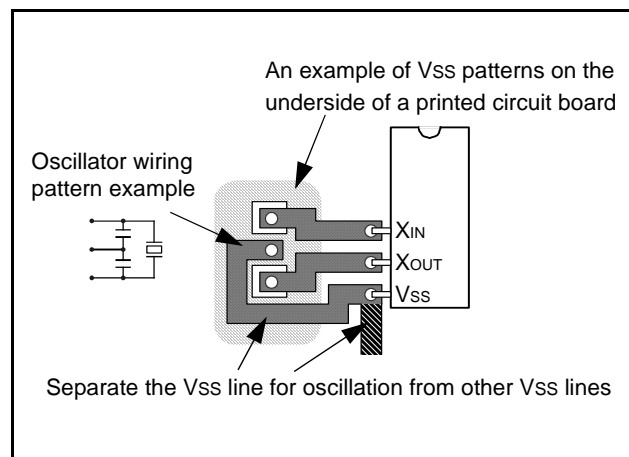 An example of VSS patterns on the
underside of a printed circuit board
Oscillator wiring
pattern example
XIN
XOUT
VSS
Separate the VSS line for oscillation from other VSS lines